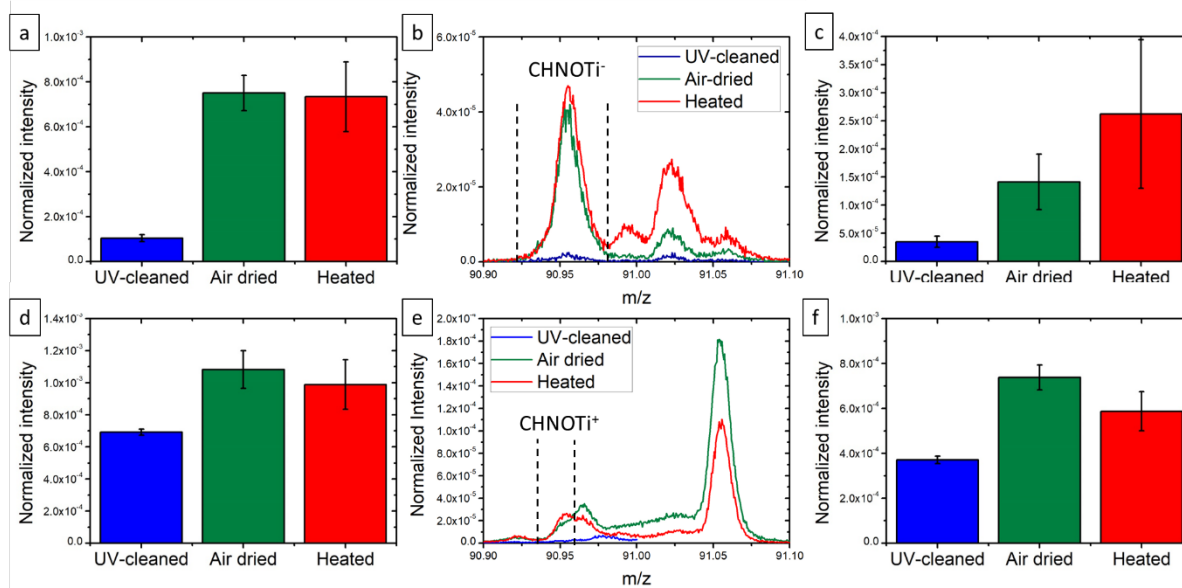 a
Normalized intensity
1.0x10⁻³
8.0x10⁻⁴
6.0x10⁻⁴
4.0x10⁻⁴
2.0x10⁻⁴
0.0
UV-cleaned Air dried Heated
b
Normalized intensity
6.0x10⁻⁵
4.0x10⁻⁵
2.0x10⁻⁵
0.0
CHNOTi⁻
UV-cleaned
Air-dried
Heated
90.90 90.95 91.00 91.05 91.10
m/z
c
Normalized intensity
4.0x10⁻⁴
3.5x10⁻⁴
3.0x10⁻⁴
2.5x10⁻⁴
2.0x10⁻⁴
1.5x10⁻⁴
1.0x10⁻⁴
5.0x10⁻⁵
0.0
UV-cleaned Air dried Heated
d
Normalized intensity
1.4x10⁻³
1.2x10⁻³
1.0x10⁻³
8.0x10⁻⁴
6.0x10⁻⁴
4.0x10⁻⁴
2.0x10⁻⁴
0.0
UV-cleaned Air dried Heated
e
Normalized Intensity
2.0x10⁻⁴
1.8x10⁻⁴
1.6x10⁻⁴
1.4x10⁻⁴
1.2x10⁻⁴
1.0x10⁻⁴
8.0x10⁻⁵
6.0x10⁻⁵
4.0x10⁻⁵
2.0x10⁻⁵
0.0
UV-cleaned
Air dried
Heated
CHNOTi⁺
90.90 90.95 91.00 91.05 91.10
m/z
f
Normalized intensity
1.0x10⁻³
8.0x10⁻⁴
6.0x10⁻⁴
4.0x10⁻⁴
2.0x10⁻⁴
0.0
UV-cleaned Air dried Heated